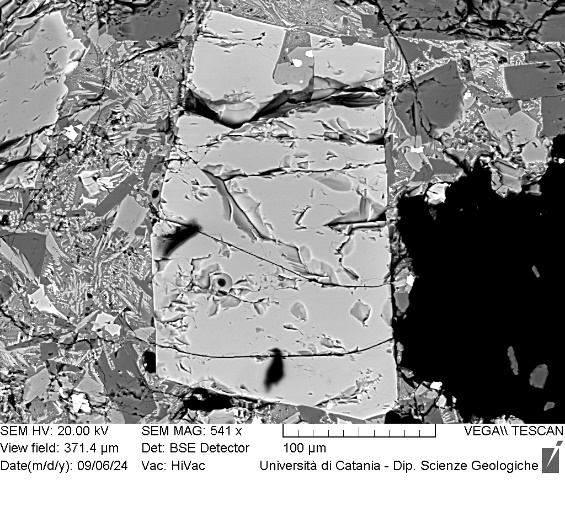 SEM HV: 20.00 kV SEM MAG: 541 x VEGA\\ TESCAN
View field: 371.4 µm Det: BSE Detector 100 µm
Date(m/d/y): 09/06/24 Vac: HiVac Università di Catania - Dip. Scienze Geologiche